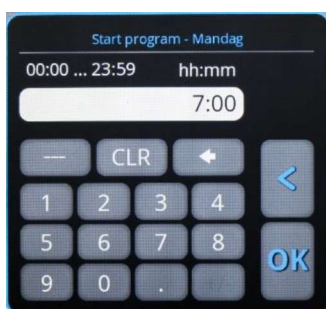 Start program - Mandag
00:00 ... 23:59 hh:mm
7:00
--- CLR
1 2 3 4
<
5 6 7 8
OK
9 0 .